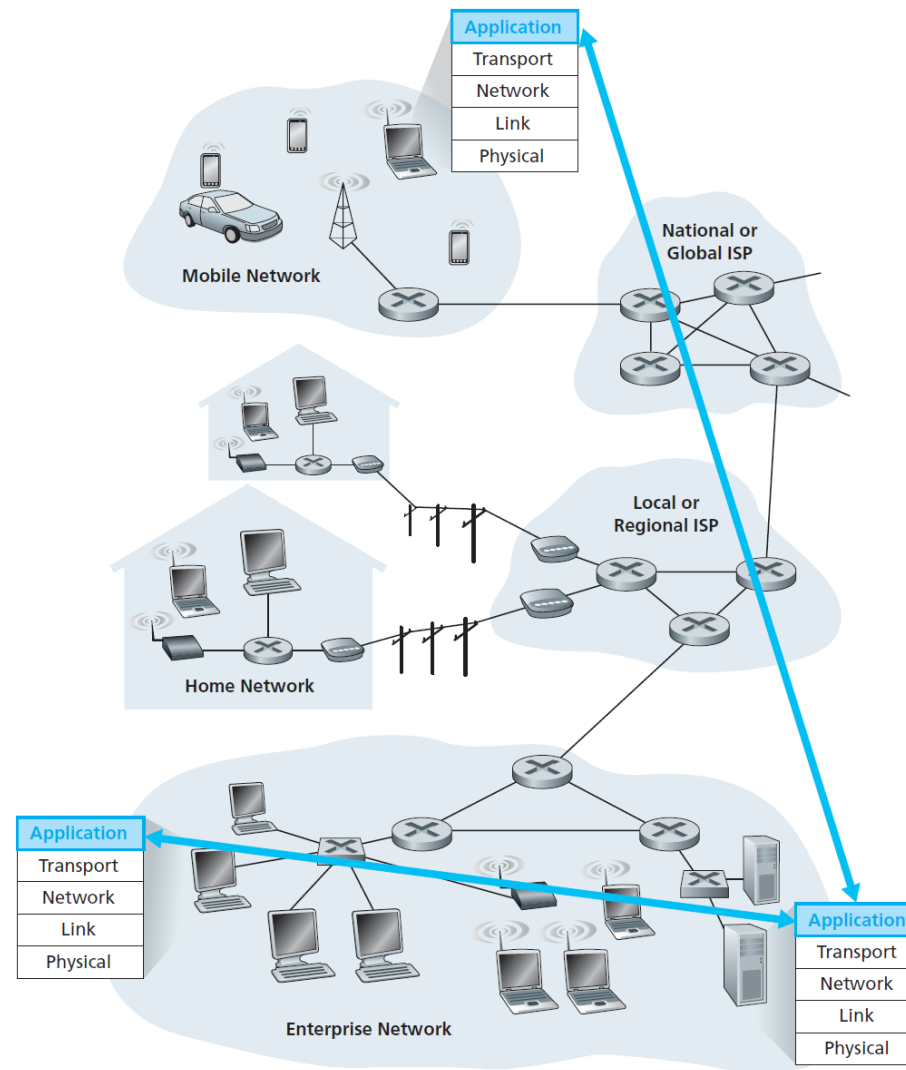 Application
Transport
Network
Link
Physical
National or
Global ISP
Mobile Network
Local or
Regional ISP
Home Network
Application
Transport
Network
Link
Physical
Application
Transport
Network
Link
Physical
Enterprise Network